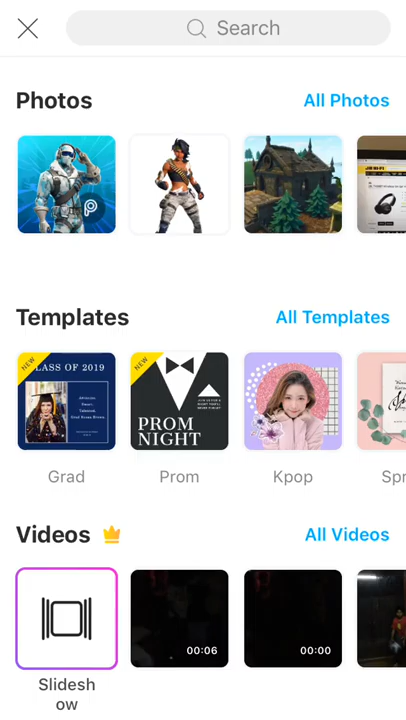 Search
Photos
All Photos
Templates
All Templates
NEW
CLASS OF 2019
NEW
PROM
NIGHT
Grad
Prom
Kpop
Spr
Videos
All Videos
00:06
00:00
Slidesh
ow